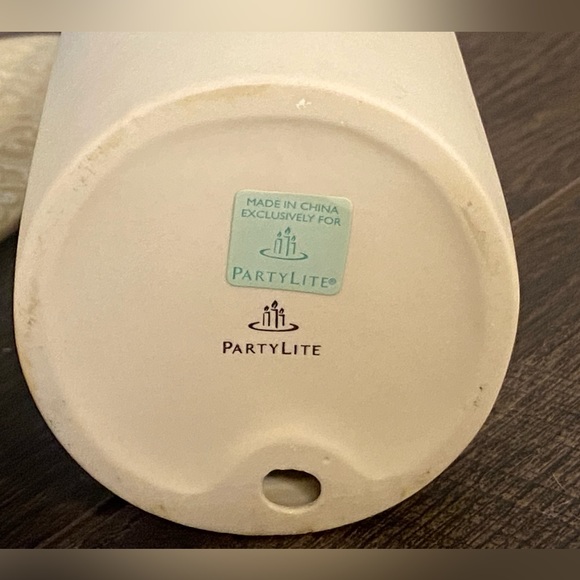 MADE IN CHINA
EXCLUSIVELY FOR
PARTYLITE®
PARTYLITE